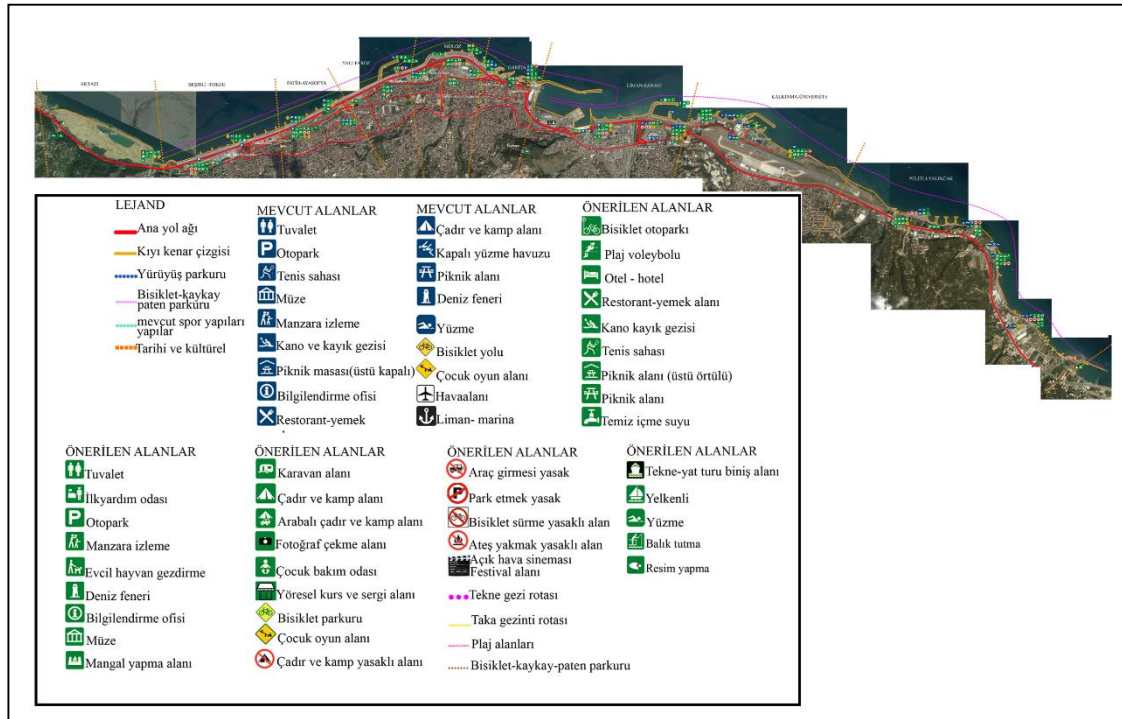 AKYAZI
BEŞİRLİ -TOKLU
FATİH-AYASOFYA
YALI-FAROZ
MOLOZ
GANİTA
LİMAN-SANAYİ
KALKINMA-ÜNİVERSİTE
LEJAND
Ana yol ağı
Kıyı kenar çizgisi
Yürüyüş parkuru
Bisiklet-kaykay
paten parkuru
mevcut spor yapıları
yapılar
Tarihi ve kültürel
MEVCUT ALANLAR
Tuvalet
P Otopark
Tenis sahası
Müze
Manzara izleme
Kano ve kayık gezisi
Piknik masası(üstü kapalı)
Bilgilendirme ofisi
Restorant-yemek
MEVCUT ALANLAR
Çadır ve kamp alanı
Kapalı yüzme havuzu
Piknik alanı
Deniz feneri
Yüzme
Bisiklet yolu
Çocuk oyun alanı
Havaalanı
Liman- marina
ÖNERİLEN ALANLAR
Bisiklet otoparkı
Plaj voleybolu
Otel - hotel
Restorant-yemek alanı
Kano kayık gezisi
Tenis sahası
Piknik alanı (üstü örtülü)
Piknik alanı
Temiz içme suyu
ÖNERİLEN ALANLAR
Tuvalet
İlkyardım odası
P Otopark
Manzara izleme
Evcil hayvan gezdirme
Deniz feneri
Bilgilendirme ofisi
Müze
Mangal yapma alanı
ÖNERİLEN ALANLAR
Karavan alanı
Çadır ve kamp alanı
Arabalı çadır ve kamp alanı
Fotoğraf çekme alanı
Çocuk bakım odası
Yöresel kurs ve sergi alanı
Bisiklet parkuru
Çocuk oyun alanı
Çadır ve kamp yasaklı alanı
ÖNERİLEN ALANLAR
Araç girmesi yasak
P Park etmek yasak
Bisiklet sürme yasaklı alan
Ateş yakmak yasaklı alan
Açık hava sineması
Festival alanı
Tekne gezi rotası
Taka gezinti rotası
Plaj alanları
Bisiklet-kaykay-paten parkuru
ÖNERİLEN ALANLAR
Tekne-yat turu biniş alanı
Yelkenli
Yüzme
Balık tutma
Resim yapma